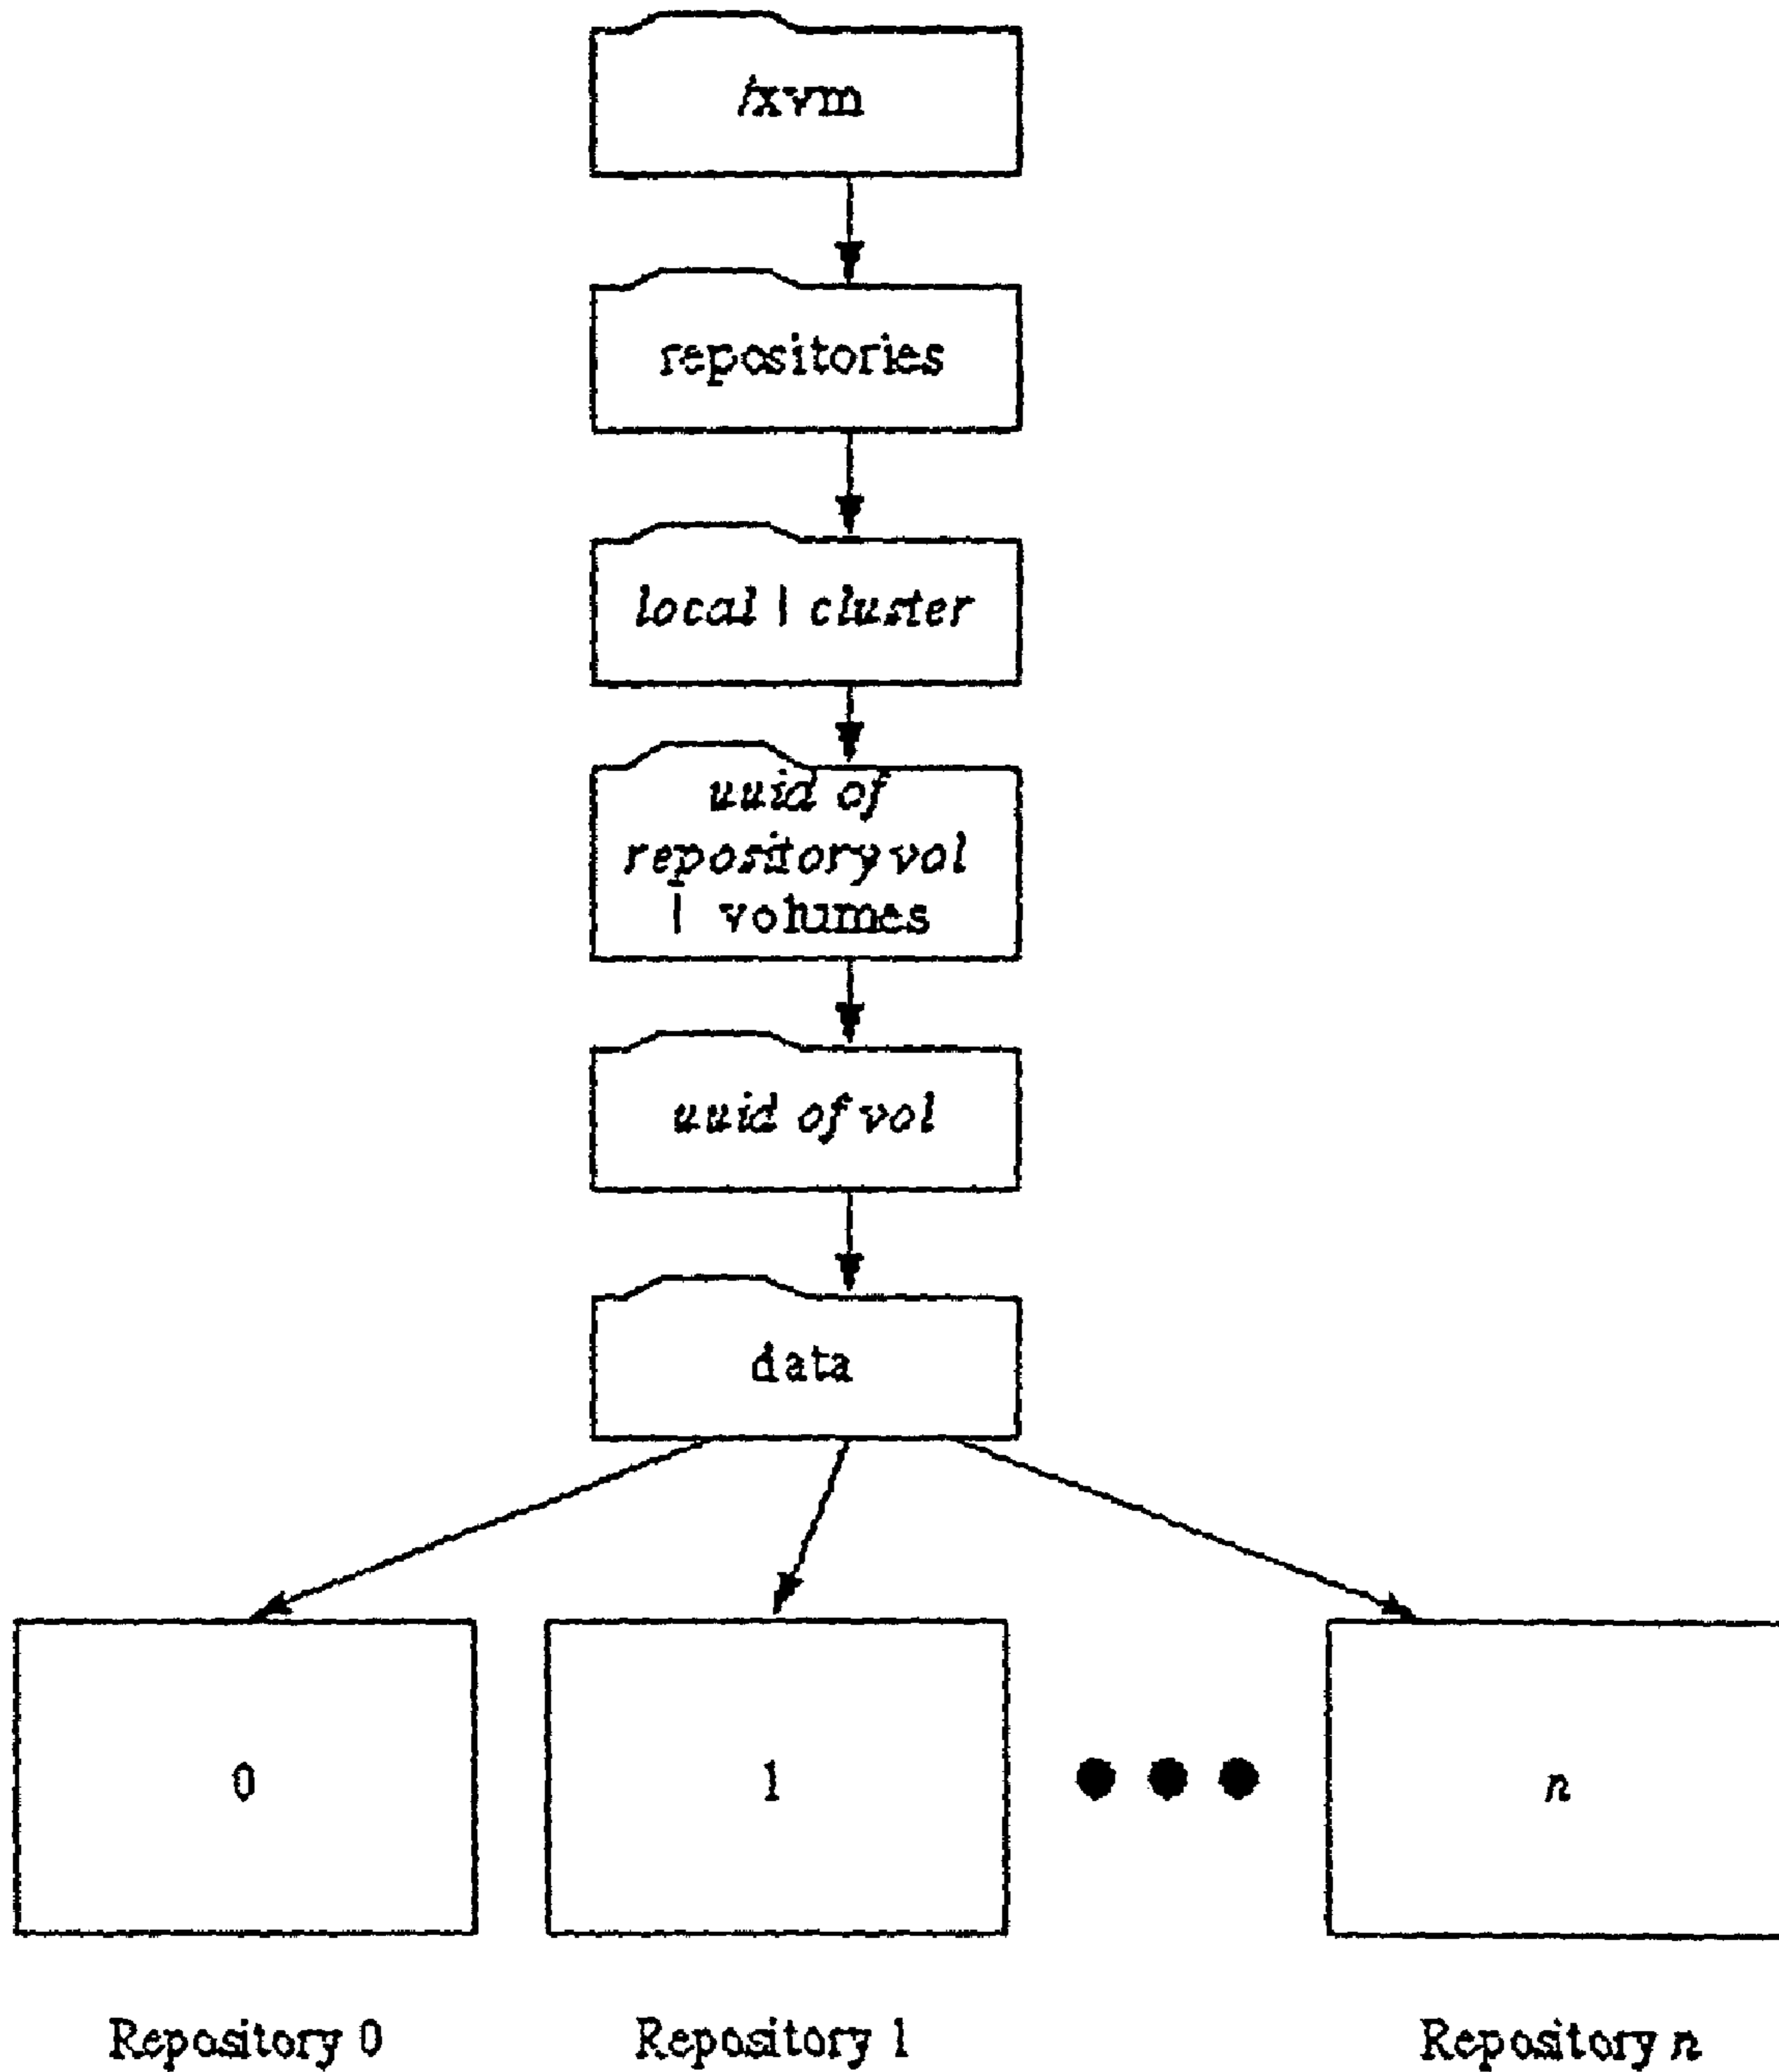 /xvm
repositories
local | cluster
uuid of
repository vol
| volumes
uuid of vol
data
0
1
n
Repository 0
Repository 1
Repository n